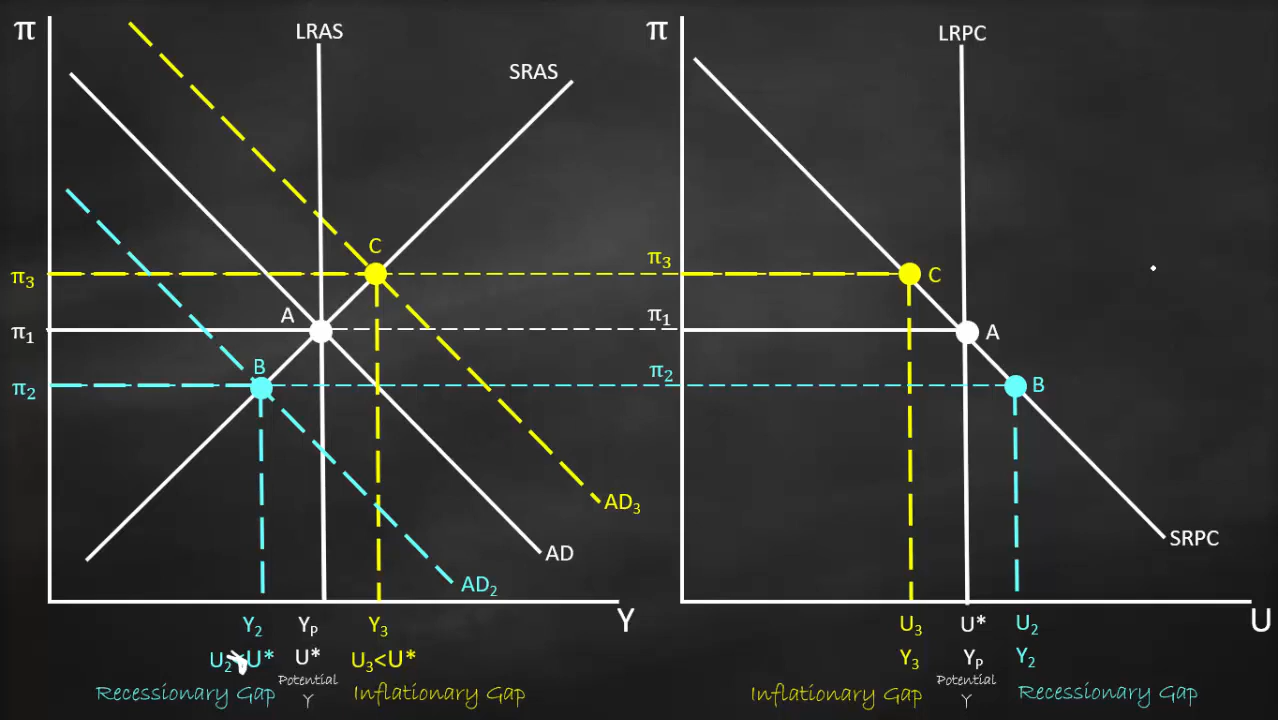 π
LRAS
SRAS
π
LRPC
C
π₃
π₃
C
A
π₁
π₁
A
B
π₂
π₂
B
AD₃
AD
AD₂
SRPC
Y
U
Y₂
Yₚ
Y₃
U₃
U*
U₂
U*
U*
U₃<U*
Y₃
Yₚ
Y₂
Potential
Y
Potential
Y
Recessionary Gap
Inflationary Gap
Inflationary Gap
Recessionary Gap